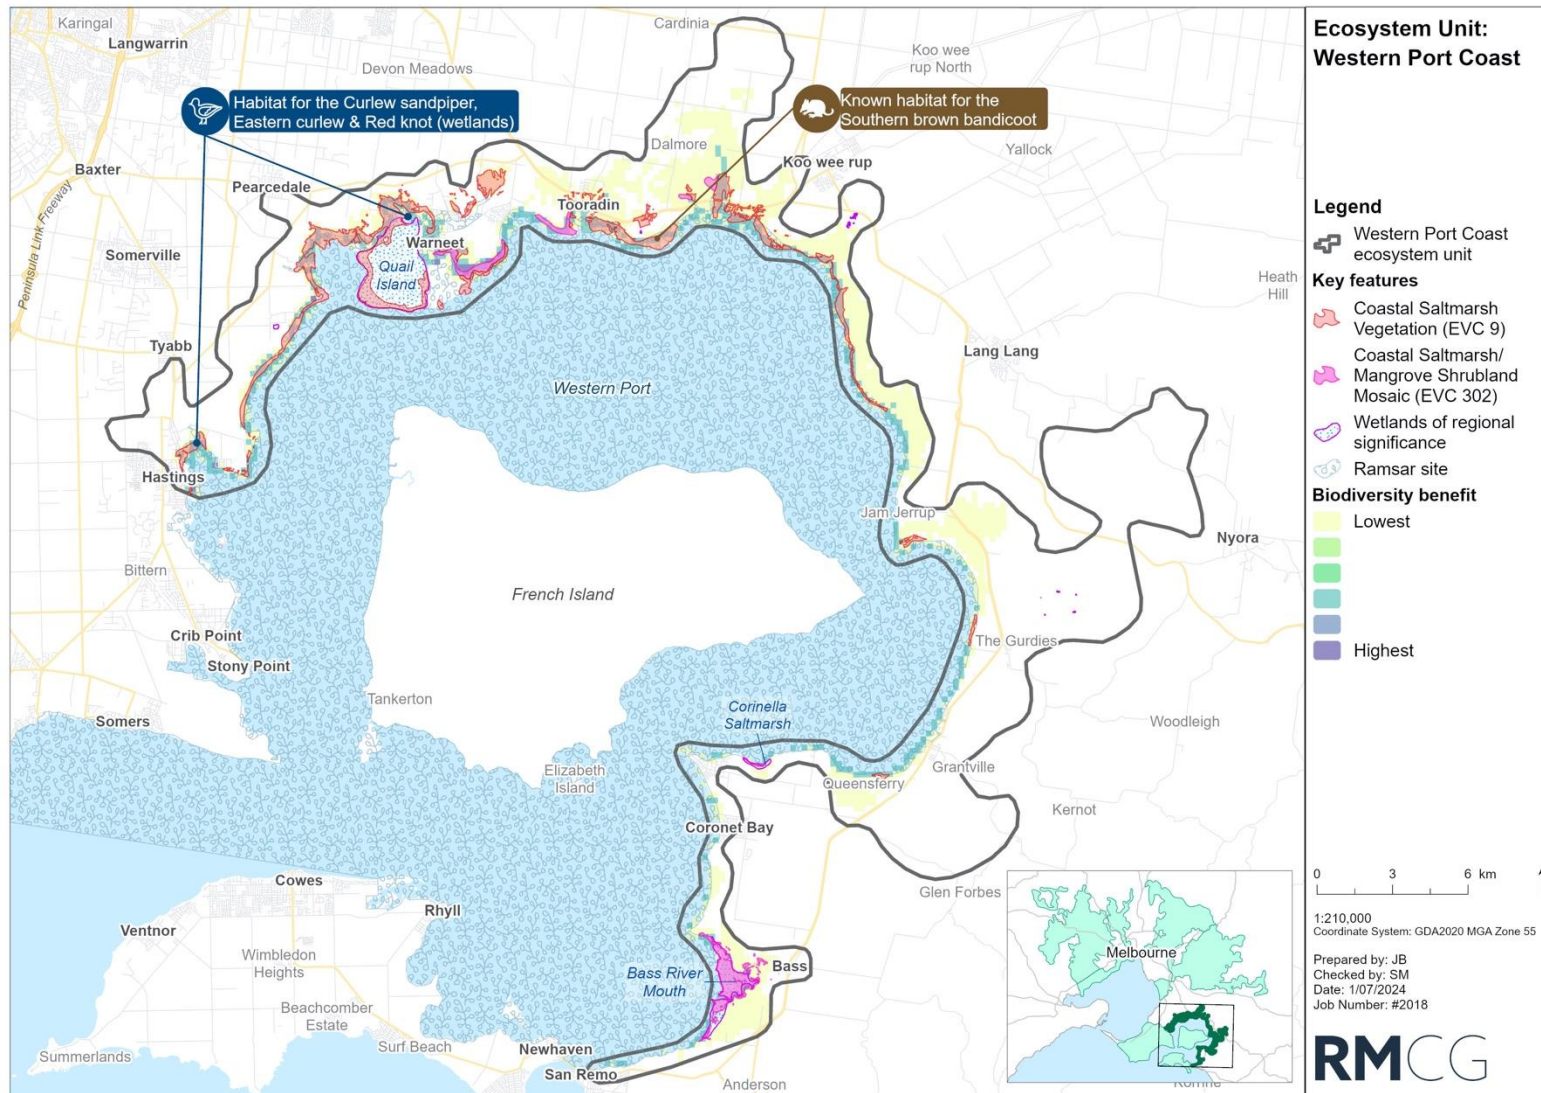 Karingal
Langwarrin
Cardinia
Koo wee
rup North
Devon Meadows
Habitat for the Curlew sandpiper,
Eastern curlew & Red knot (wetlands)
Known habitat for the
Southern brown bandicoot
Dalmore
Yallock
Koo wee rup
Baxter
Pearcedale
Tooradin
Peninsula Link Freeway
Somerville
Warneet
Quail
Island
Heath
Hill
Tyabb
Lang Lang
Western Port
Hastings
Jam Jerrup
Nyora
Bittern
French Island
Crib Point
The Gurdies
Stony Point
Tankerton
Corinella
Saltmarsh
Somers
Woodleigh
Elizabeth
Island
Grantville
Queensferry
Kernot
Coronet Bay
Cowes
Glen Forbes
Rhyll
Ventnor
Wimbledon
Heights
Bass River
Mouth
Bass
Beachcomber
Estate
Surf Beach
Summerlands
Newhaven
San Remo
Anderson
Melbourne
Ecosystem Unit:
Western Port Coast
Legend
Western Port Coast
ecosystem unit
Key features
Coastal Saltmarsh
Vegetation (EVC 9)
Coastal Saltmarsh/
Mangrove Shrubland
Mosaic (EVC 302)
Wetlands of regional
significance
Ramsar site
Biodiversity benefit
Lowest
Highest
0 3 6 km
1:210,000
Coordinate System: GDA2020 MGA Zone 55
Prepared by: JB
Checked by: SM
Date: 1/07/2024
Job Number: #2018
RMCG